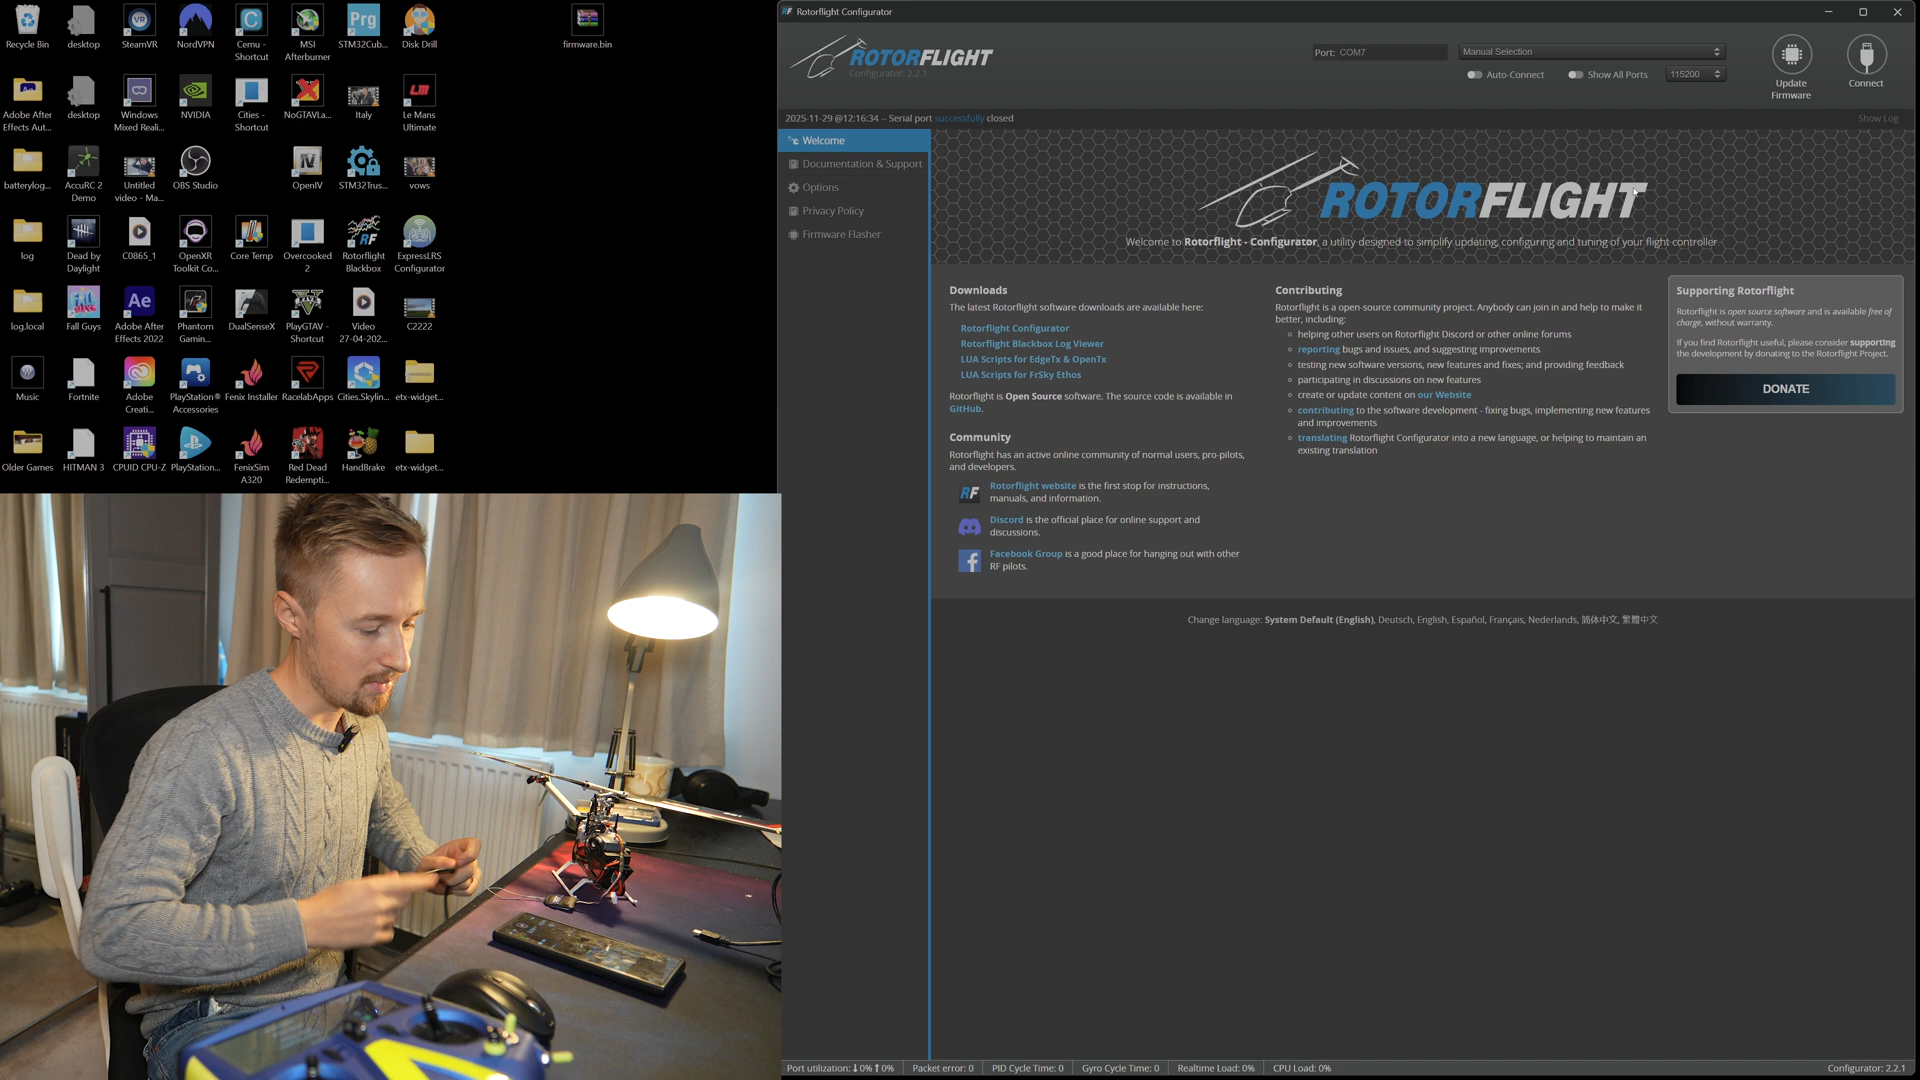 Recycle Bin
desktop
SteamVR
NordVPN
Cemu -
Shortcut
MSI
Afterburner
STM32Cub...
Disk Drill
firmware.bin
Adobe After
Effects Aut...
desktop
Windows
Mixed Reali...
NVIDIA
Cities -
Shortcut
NoGTAVLa...
Italy
Le Mans
Ultimate
batterylog...
AccuRC 2
Demo
Untitled
video - Ma...
OBS Studio
OpenIV
STM32Trus...
vows
log
Dead by
Daylight
C0865_1
OpenXR
Toolkit Co...
Core Temp
Overcooked
2
Rotorflight
Blackbox
ExpressLRS
Configurator
log.local
Fall Guys
Adobe After
Effects 2022
Phantom
Gamin...
DualSenseX
PlayGTAV -
Shortcut
Video
27-04-202...
C2222
Music
Fortnite
Adobe
Creati...
PlayStation®
Accessories
Fenix Installer
RacelabApps
Cities.Skylin...
etx-widget...
Older Games
HITMAN 3
CPUID CPU-Z
PlayStation...
FenixSim
A320
Red Dead
Redempti...
HandBrake
etx-widget...
Rotorflight Configurator
ROTORFLIGHT
Configurator: 2.2.1
Port: COM7
Manual Selection
Auto-Connect
Show All Ports
115200
Update
Firmware
Connect
2025-11-29 @12:16:34 -- Serial port successfully closed
Show Log
Welcome
Documentation & Support
Options
Privacy Policy
Firmware Flasher
ROTORFLIGHT
Welcome to Rotorflight - Configurator, a utility designed to simplify updating, configuring and tuning of your flight controller
Downloads
The latest Rotorflight software downloads are available here:
Rotorflight Configurator
Rotorflight Blackbox Log Viewer
LUA Scripts for EdgeTx & OpenTx
LUA Scripts for FrSky Ethos
Rotorflight is Open Source software. The source code is available in
GitHub.
Community
Rotorflight has an active online community of normal users, pro-pilots,
and developers.
RF
Rotorflight website is the first stop for instructions,
manuals, and information.
Discord is the official place for online support and
discussions.
Facebook Group is a good place for hanging out with other
RF pilots.
Contributing
Rotorflight is a open-source community project. Anybody can join in and help to make it
better, including:
helping other users on Rotorflight Discord or other online forums
reporting bugs and issues, and suggesting improvements
testing new software versions, new features and fixes; and providing feedback
participating in discussions on new features
create or update content on our Website
contributing to the software development - fixing bugs, implementing new features
and improvements
translating Rotorflight Configurator into a new language, or helping to maintain an
existing translation
Supporting Rotorflight
Rotorflight is open source software and is available free of
charge, without warranty.
If you find Rotorflight useful, please consider supporting
the development by donating to the Rotorflight Project.
DONATE
Change language: System Default (English), Deutsch, English, Español, Français, Nederlands, 简体中文, 繁體中文
Port utilization: 0% 0%
Packet error: 0
PID Cycle Time: 0
Gyro Cycle Time: 0
Realtime Load: 0%
CPU Load: 0%
Configurator: 2.2.1